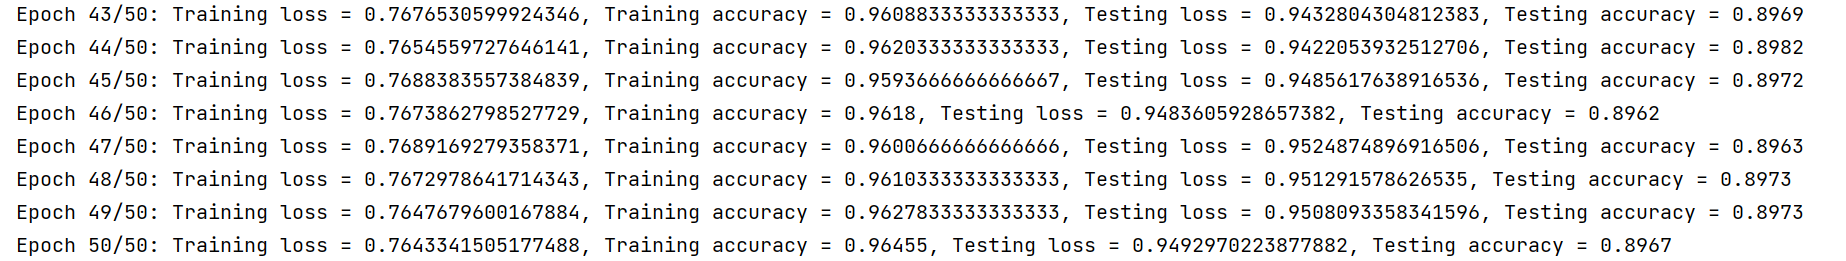 Epoch 43/50: Training loss = 0.7676530599924346, Training accuracy = 0.9608833333333333, Testing loss = 0.9432804304812383, Testing accuracy = 0.8969
Epoch 44/50: Training loss = 0.7654559727646141, Training accuracy = 0.9620333333333333, Testing loss = 0.9422053932512706, Testing accuracy = 0.8982
Epoch 45/50: Training loss = 0.7688383557384839, Training accuracy = 0.9593666666666667, Testing loss = 0.9485617638916536, Testing accuracy = 0.8972
Epoch 46/50: Training loss = 0.7673862798527729, Training accuracy = 0.9618, Testing loss = 0.9483605928657382, Testing accuracy = 0.8962
Epoch 47/50: Training loss = 0.7689169279358371, Training accuracy = 0.9600666666666666, Testing loss = 0.9524874896916506, Testing accuracy = 0.8963
Epoch 48/50: Training loss = 0.7672978641714343, Training accuracy = 0.9610333333333333, Testing loss = 0.951291578626535, Testing accuracy = 0.8973
Epoch 49/50: Training loss = 0.7647679600167884, Training accuracy = 0.9627833333333333, Testing loss = 0.9508093358341596, Testing accuracy = 0.8973
Epoch 50/50: Training loss = 0.7643341505177488, Training accuracy = 0.96455, Testing loss = 0.9492970223877882, Testing accuracy = 0.8967